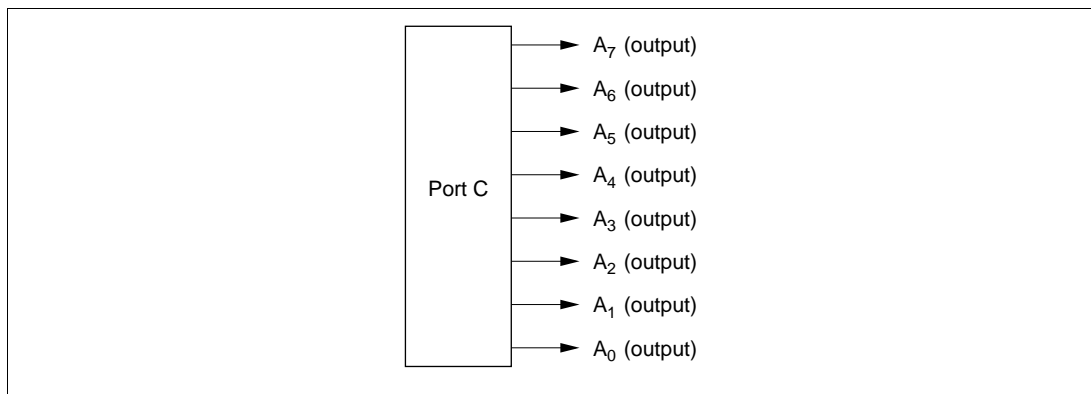 Port C
A₇ (output)
A₆ (output)
A₅ (output)
A₄ (output)
A₃ (output)
A₂ (output)
A₁ (output)
A₀ (output)